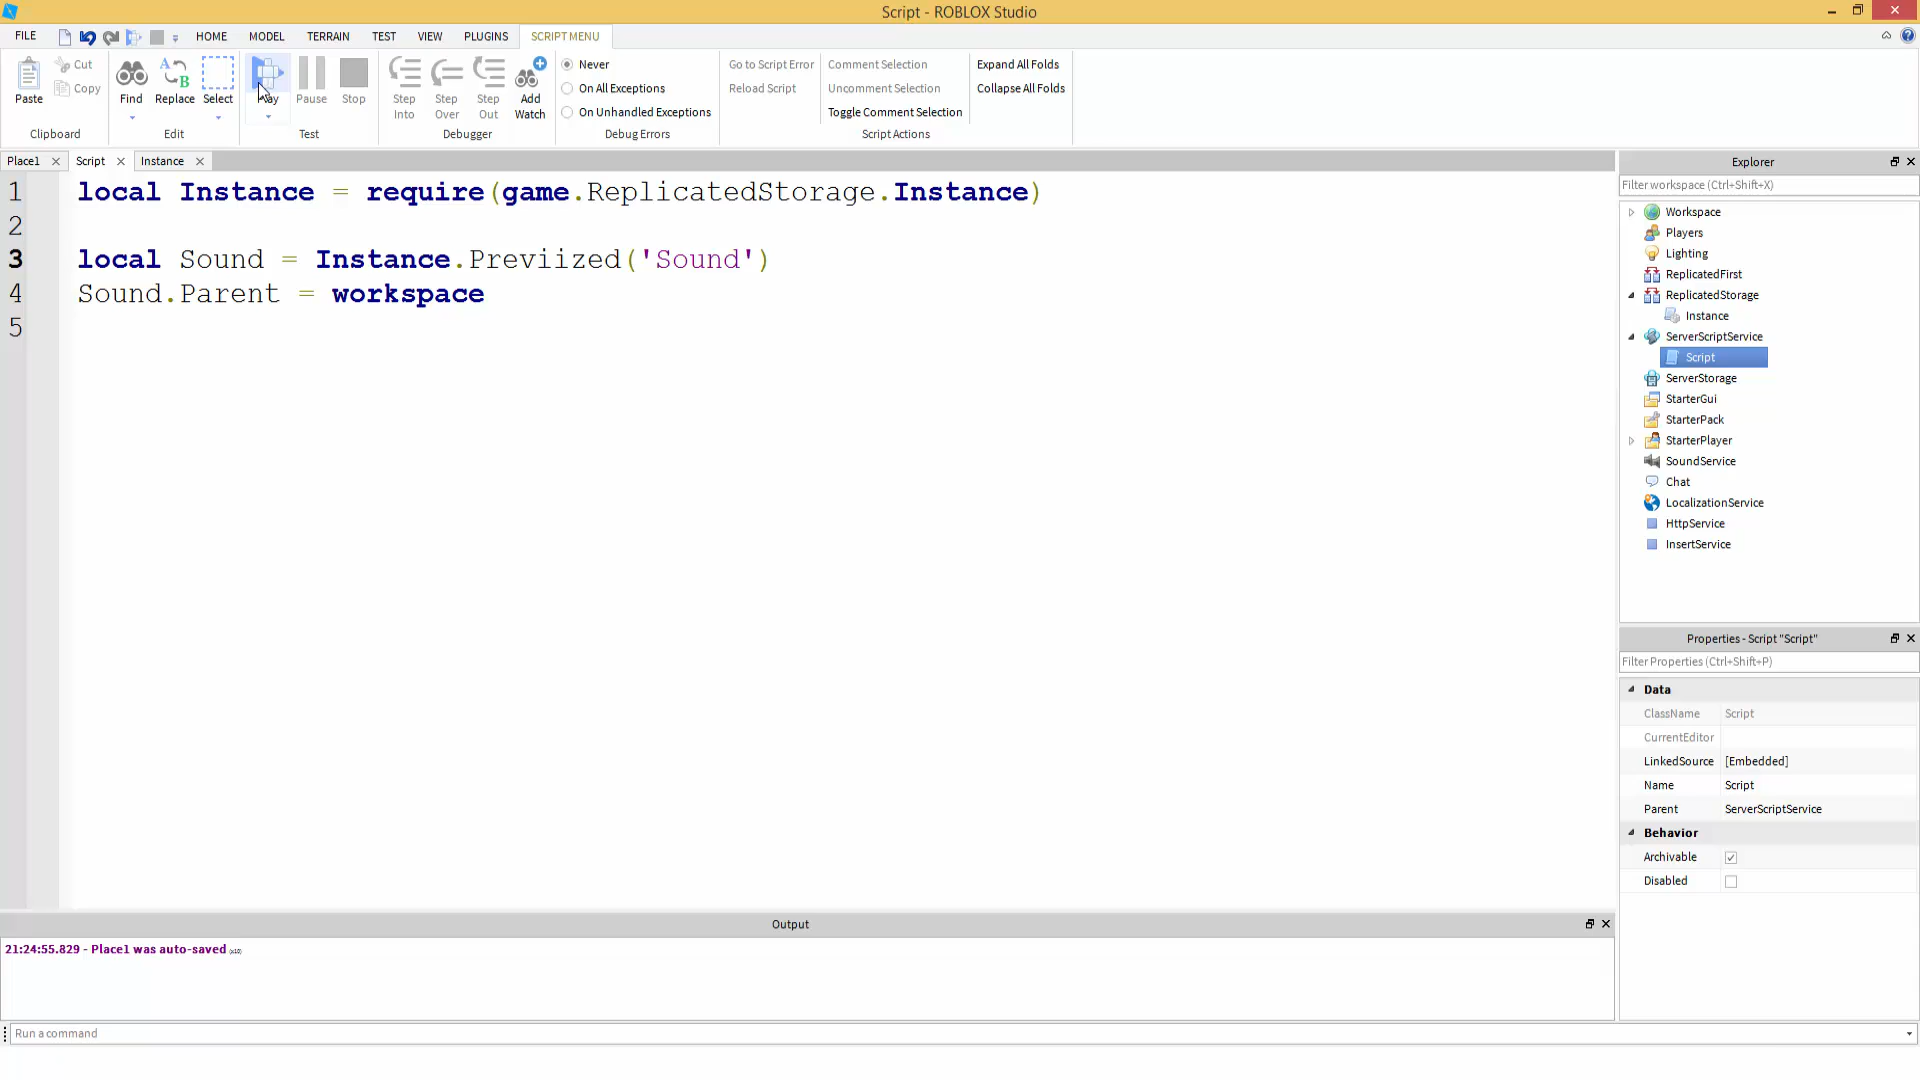 Script - ROBLOX Studio
FILE HOME MODEL TERRAIN TEST VIEW PLUGINS SCRIPT MENU
Paste Cut Copy Clipboard
Find Replace Select Edit
Pause Stop Test
Step Into Step Over Step Out Add Watch Debugger
Never
On All Exceptions
On Unhandled Exceptions
Debug Errors
Go to Script Error Comment Selection Expand All Folds
Reload Script Uncomment Selection Collapse All Folds
Toggle Comment Selection
Script Actions
Place1 Script Instance
1 local Instance = require(game.ReplicatedStorage.Instance)
2
3 local Sound = Instance.Previized('Sound')
4 Sound.Parent = workspace
5
Explorer
Filter workspace (Ctrl+Shift+X)
Workspace
Players
Lighting
ReplicatedFirst
ReplicatedStorage
Instance
ServerScriptService
Script
ServerStorage
StarterGui
StarterPack
StarterPlayer
SoundService
Chat
LocalizationService
HttpService
InsertService
Properties - Script "Script"
Filter Properties (Ctrl+Shift+P)
Data
ClassName Script
CurrentEditor
LinkedSource [Embedded]
Name Script
Parent ServerScriptService
Behavior
Archivable
Disabled
Output
21:24:55.829 - Place1 was auto-saved
Run a command